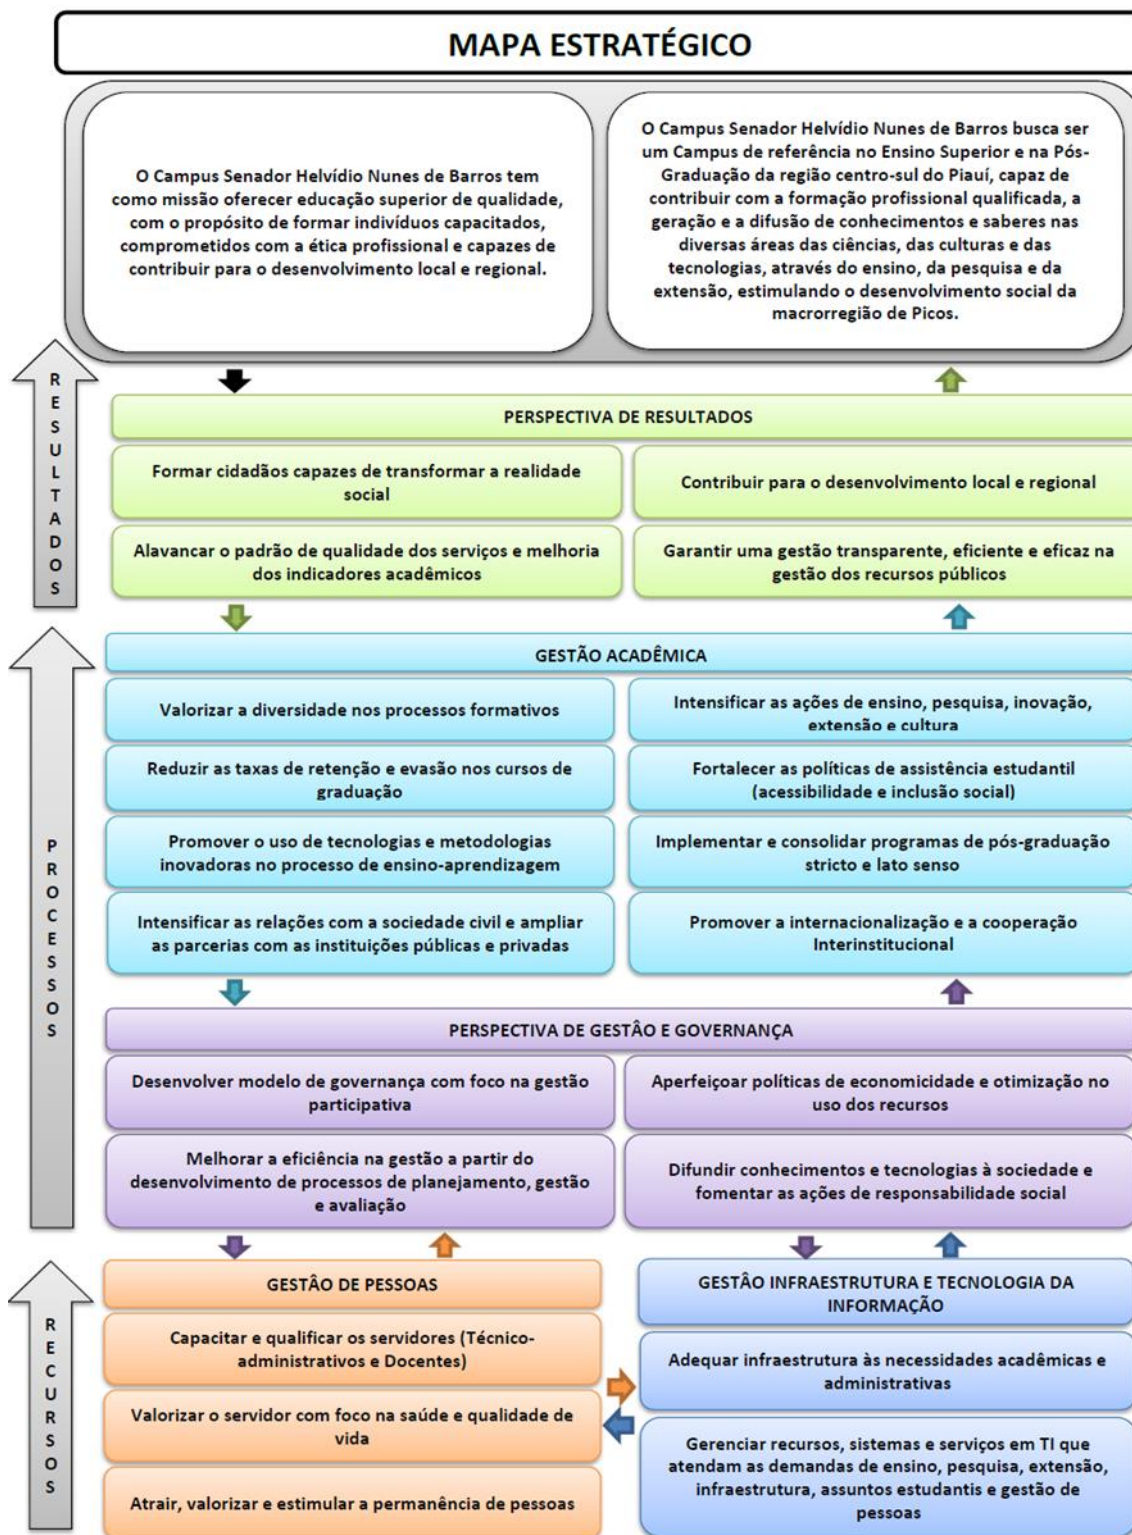 MAPA ESTRATÉGICO
O Campus Senador Helvídio Nunes de Barros tem
como missão oferecer educação superior de qualidade,
com o propósito de formar indivíduos capacitados,
comprometidos com a ética profissional e capazes de
contribuir para o desenvolvimento local e regional.
O Campus Senador Helvídio Nunes de Barros busca ser
um Campus de referência no Ensino Superior e na Pós-
Graduação da região centro-sul do Piauí, capaz de
contribuir com a formação profissional qualificada, a
geração e a difusão de conhecimentos e saberes nas
diversas áreas das ciências, das culturas e das
tecnologias, através do ensino, da pesquisa e da
extensão, estimulando o desenvolvimento social da
macrorregião de Picos.
RESULTADOS
PERSPECTIVA DE RESULTADOS
Formar cidadãos capazes de transformar a realidade
social
Contribuir para o desenvolvimento local e regional
Alavancar o padrão de qualidade dos serviços e melhoria
dos indicadores acadêmicos
Garantir uma gestão transparente, eficiente e eficaz na
gestão dos recursos públicos
PROCESSOS
GESTÃO ACADÊMICA
Valorizar a diversidade nos processos formativos
Intensificar as ações de ensino, pesquisa, inovação,
extensão e cultura
Reduzir as taxas de retenção e evasão nos cursos de
graduação
Fortalecer as políticas de assistência estudantil
(acessibilidade e inclusão social)
Promover o uso de tecnologias e metodologias
inovadoras no processo de ensino-aprendizagem
Implementar e consolidar programas de pós-graduação
stricto e lato senso
Intensificar as relações com a sociedade civil e ampliar
as parcerias com as instituições públicas e privadas
Promover a internacionalização e a cooperação
Interinstitucional
PERSPECTIVA DE GESTÂO E GOVERNANÇA
Desenvolver modelo de governança com foco na gestão
participativa
Aperfeiçoar políticas de economicidade e otimização no
uso dos recursos
Melhorar a eficiência na gestão a partir do
desenvolvimento de processos de planejamento, gestão
e avaliação
Difundir conhecimentos e tecnologias à sociedade e
fomentar as ações de responsabilidade social
RECURSOS
GESTÂO DE PESSOAS
Capacitar e qualificar os servidores (Técnico-
administrativos e Docentes)
Valorizar o servidor com foco na saúde e qualidade de
vida
Atrair, valorizar e estimular a permanência de pessoas
GESTÂO INFRAESTRUTURA E TECNOLOGIA DA
INFORMAÇÃO
Adequar infraestrutura às necessidades acadêmicas e
administrativas
Gerenciar recursos, sistemas e serviços em TI que
atendam as demandas de ensino, pesquisa, extensão,
infraestrutura, assuntos estudantis e gestão de
pessoas